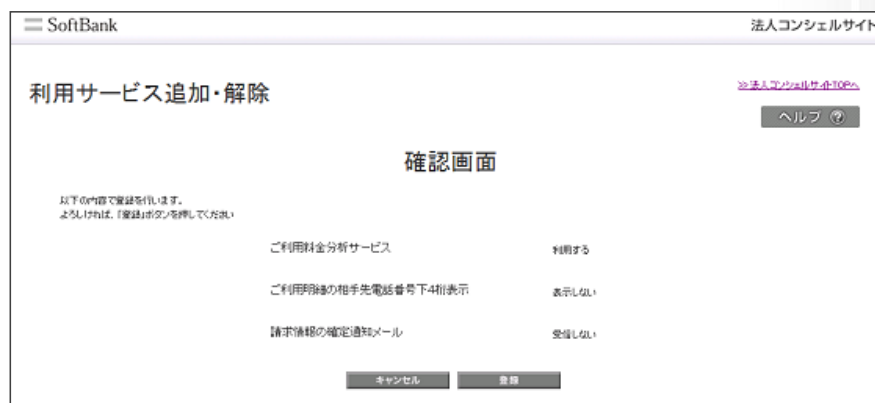 SoftBank
法人コンシェルサイト
利用サービス追加・解除
>>法人コンシェルサイトTOPへ
ヘルプ ?
確認画面
以下の内容で登録を行います。
よろしければ、「登録」ボタンを押してください
ご利用料金分析サービス 利用する
ご利用明細の相手先電話番号下4桁表示 表示しない
請求情報の確定通知メール 受信しない
キャンセル 登録